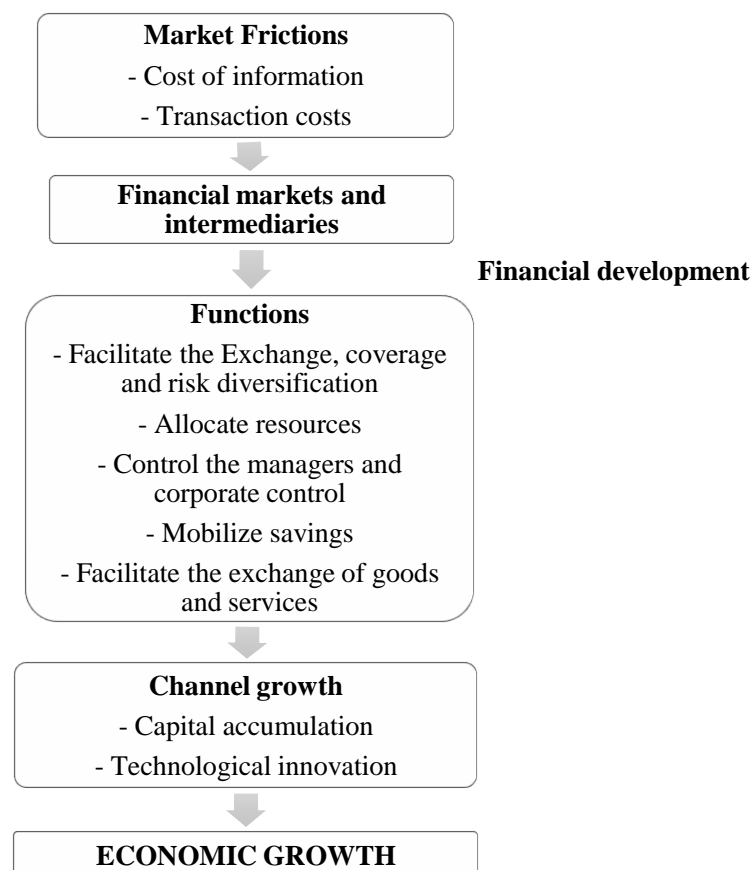 Market Frictions
- Cost of information
- Transaction costs
Financial markets and
intermediaries
Financial development
Functions
- Facilitate the Exchange, coverage
and risk diversification
- Allocate resources
- Control the managers and
corporate control
- Mobilize savings
- Facilitate the exchange of goods
and services
Channel growth
- Capital accumulation
- Technological innovation
ECONOMIC GROWTH